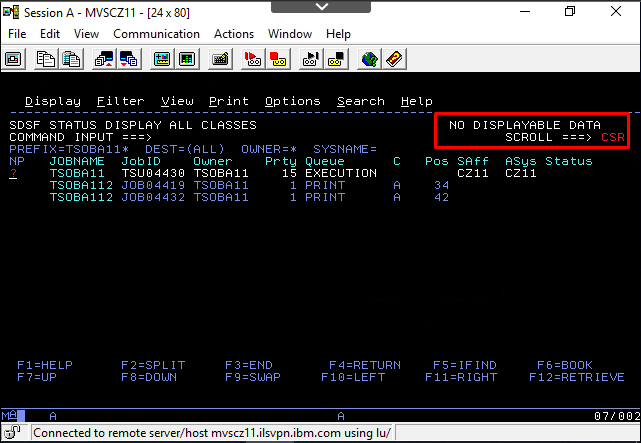 Session A - MVSCZ11 - [24 x 80]
File Edit View Communication Actions Window Help
Display Filter View Print Options Search Help
SDSF STATUS DISPLAY ALL CLASSES NO DISPLAYABLE DATA
COMMAND INPUT ===> SCROLL ===> CSR
PREFIX=TSOBA11* DEST=(ALL) OWNER=* SYSNAME=
NP JOBNAME JobID Owner Prty Queue C Pos SAff ASys Status
? TSOBA11 TSU04430 TSOBA11 15 EXECUTION CZ11 CZ11
TSOBA112 JOB04419 TSOBA11 1 PRINT A 34
TSOBA112 JOB04432 TSOBA11 1 PRINT A 42
F1=HELP F2=SPLIT F3=END F4=RETURN F5=IFIND F6=BOOK
F7=UP F8=DOWN F9=SWAP F10=LEFT F11=RIGHT F12=RETRIEVE
MA A A 07/002
Connected to remote server/host mvscz11.ilsvpn.ibm.com using lu/